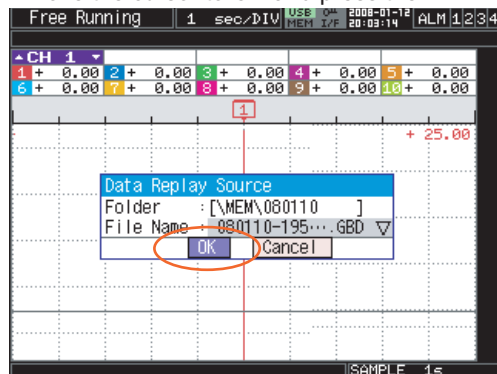 Free Running 1 sec/DIV USB MEM I/F 2008-01-12 20:03:14 ALM 1 2 3 4
CH 1
1 + 0.00 2 + 0.00 3 + 0.00 4 + 0.00 5 + 0.00
6 + 0.00 7 + 0.00 8 + 0.00 9 + 0.00 10 + 0.00
1
+ 25.00
Data Replay Source
Folder :[\MEM\080110 ]
File Name : 080110-195···.GBD
OK Cancel
SAMPLE 1s